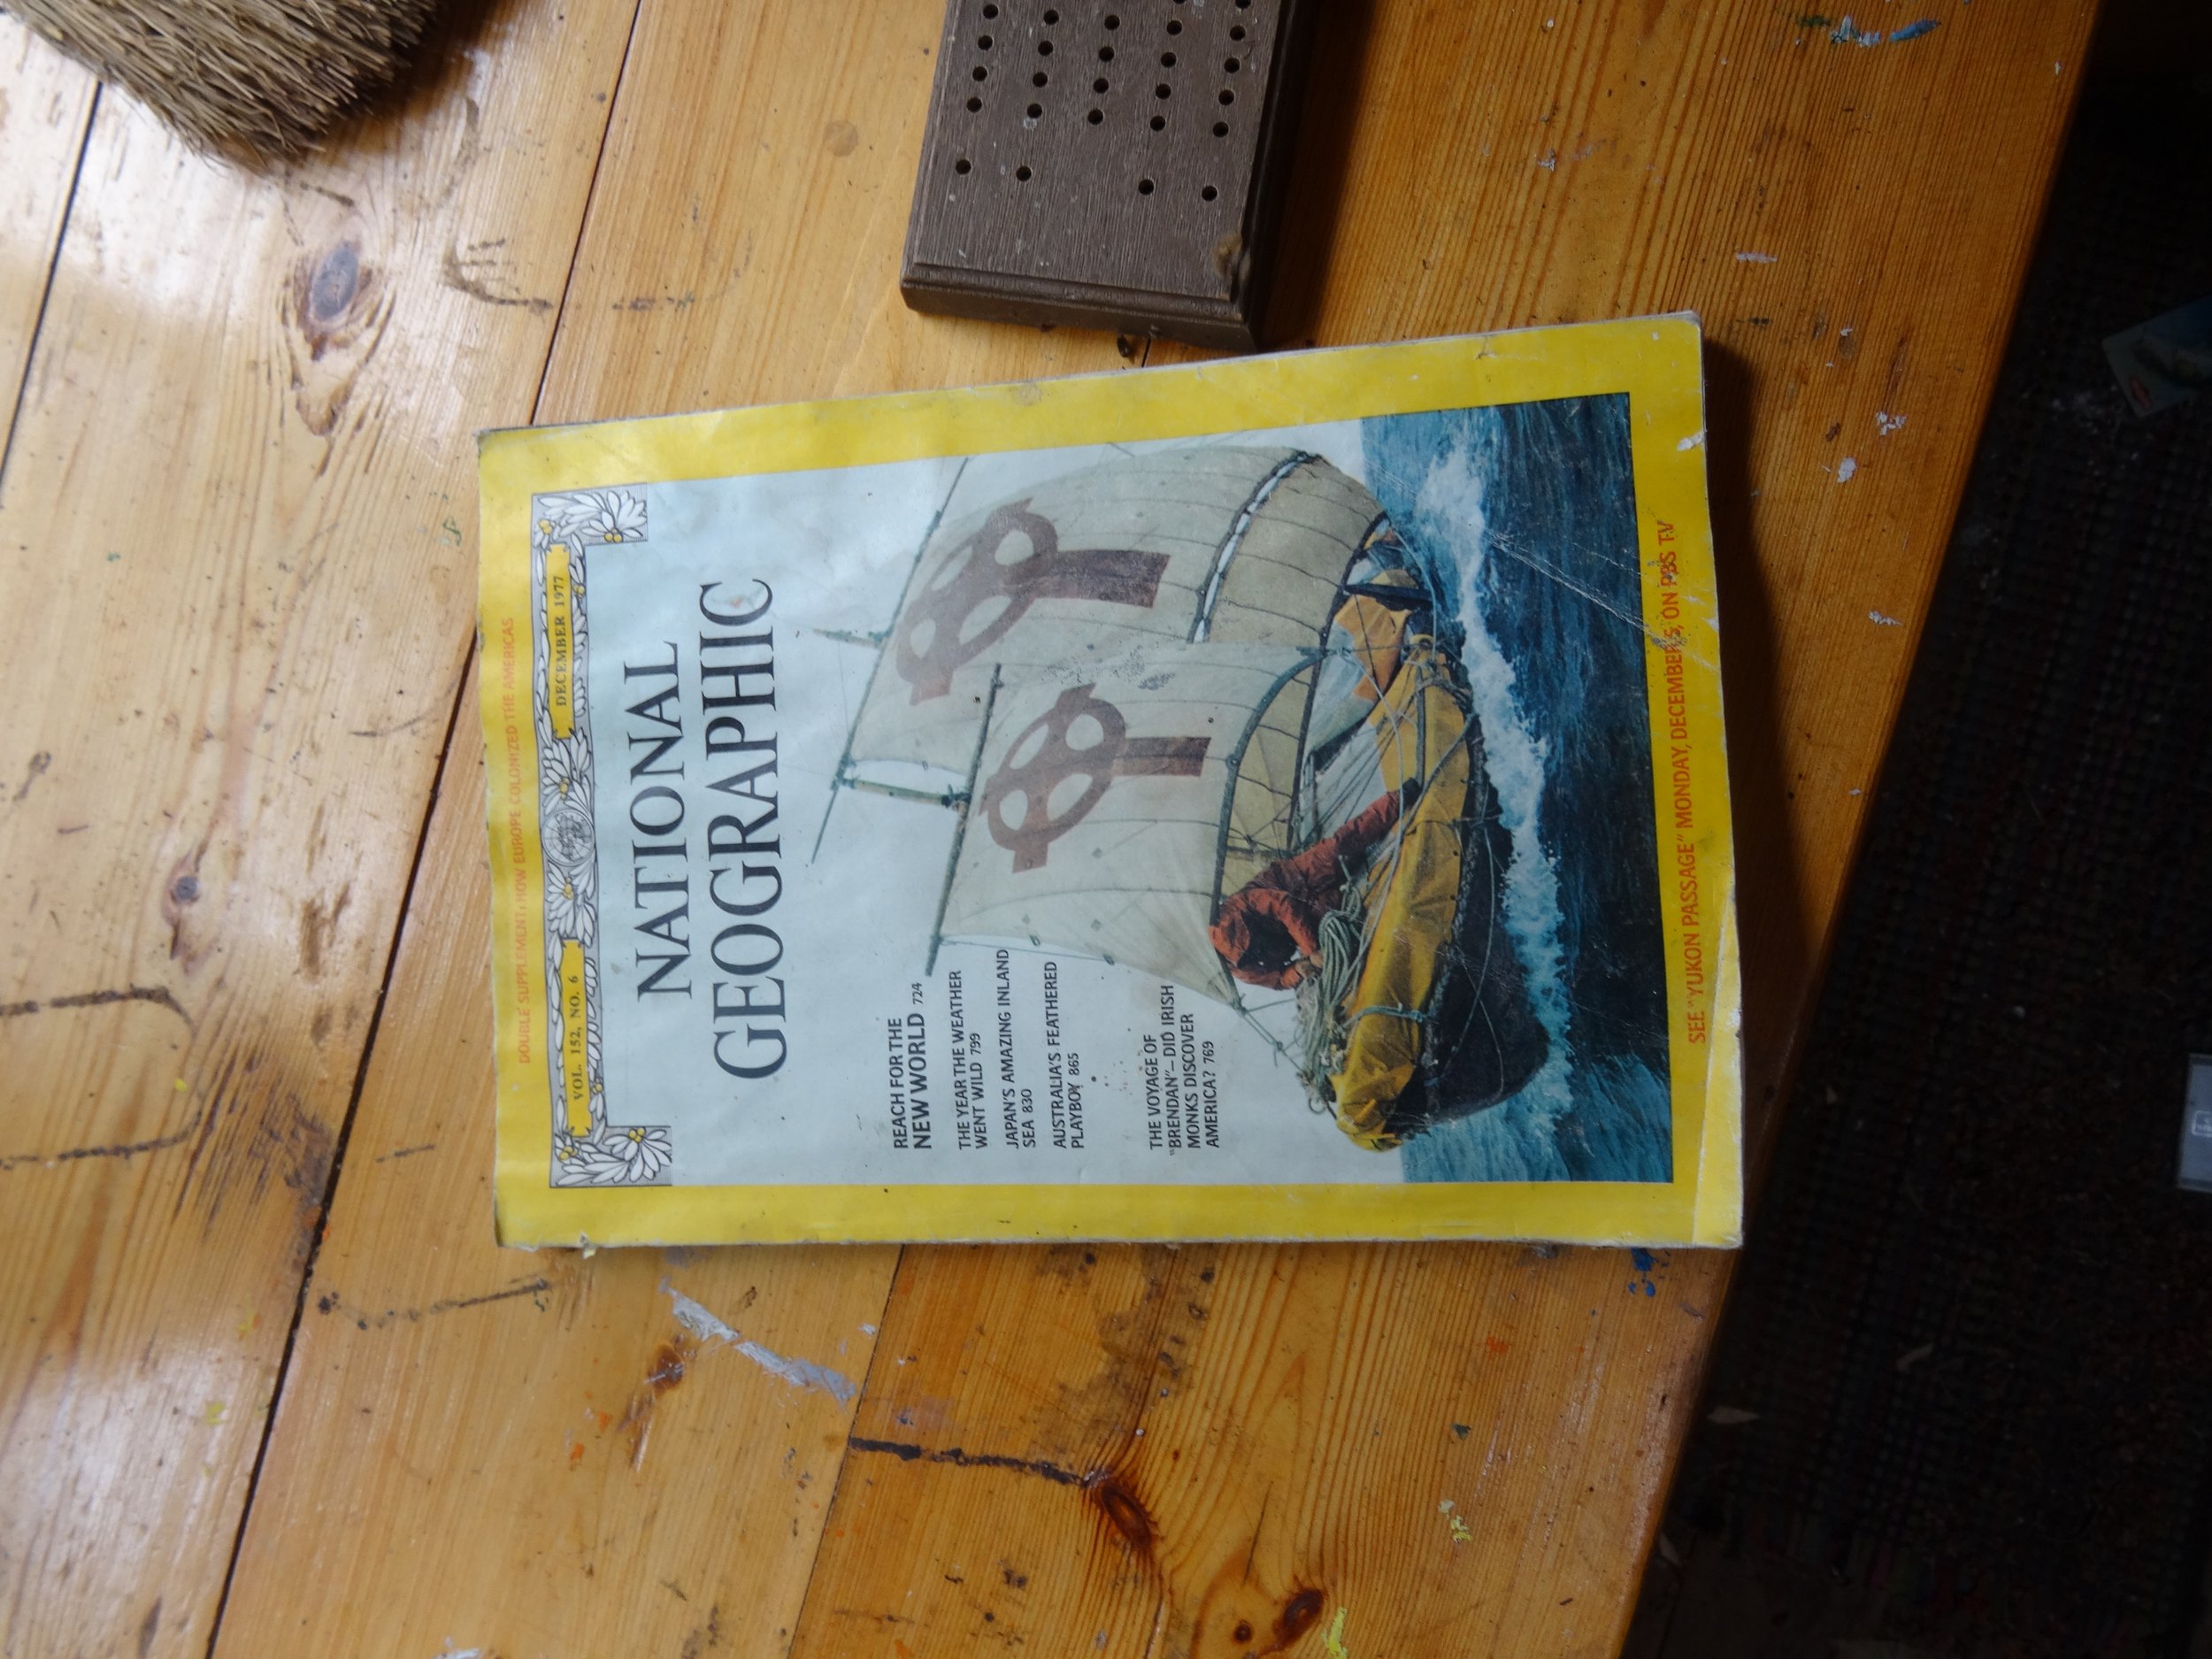 DOUBLE SUPPLEMENT: HOW EUROPE COLONIZED THE AMERICAS
VOL. 152, NO. 6
DECEMBER 1977
NATIONAL
GEOGRAPHIC
REACH FOR THE
NEW WORLD 724
THE YEAR THE WEATHER
WENT WILD 799
JAPAN'S AMAZING INLAND
SEA 830
AUSTRALIA'S FEATHERED
PLAYBOY 865
THE VOYAGE OF
"BRENDAN"—DID IRISH
MONKS DISCOVER
AMERICA? 769
SEE "YUKON PASSAGE" MONDAY, DECEMBER 5, ON PBS TV